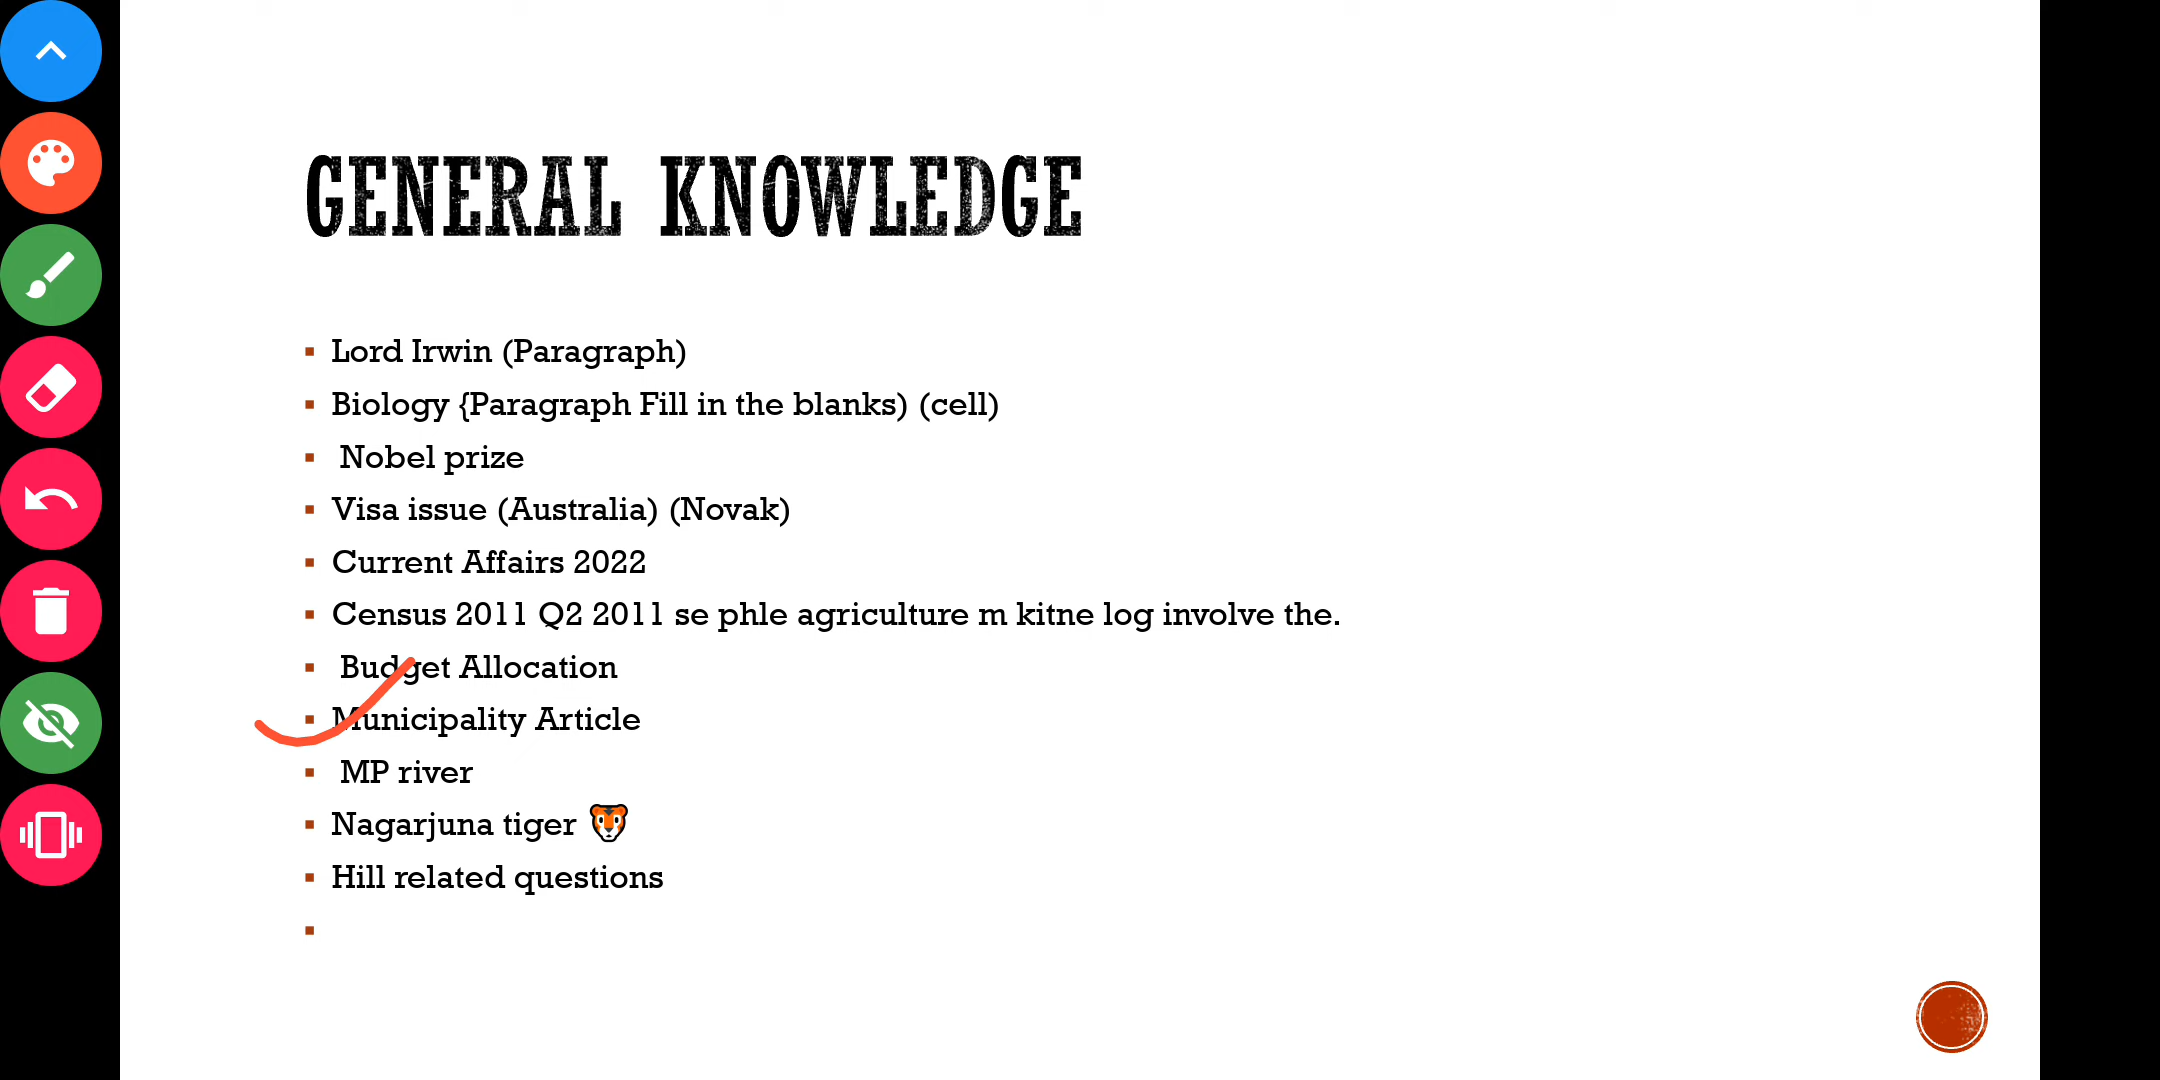 GENERAL KNOWLEDGE
Lord Irwin (Paragraph)
Biology {Paragraph Fill in the blanks) (cell)
Nobel prize
Visa issue (Australia) (Novak)
Current Affairs 2022
Census 2011 Q2 2011 se phle agriculture m kitne log involve the.
Budget Allocation
Municipality Article
MP river
Nagarjuna tiger 🐯
Hill related questions